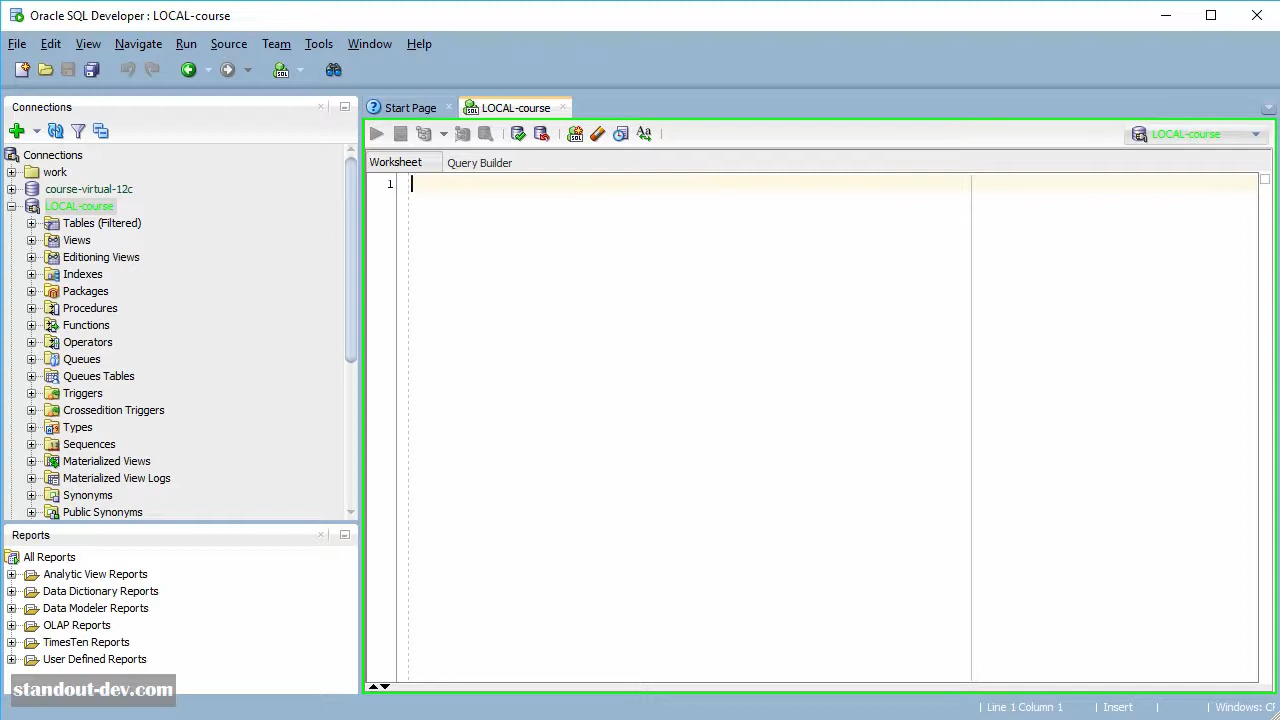 Oracle SQL Developer : LOCAL-course
File Edit View Navigate Run Source Team Tools Window Help
Connections
Connections
work
course-virtual-12c
LOCAL-course
Tables (Filtered)
Views
Editioning Views
Indexes
Packages
Procedures
Functions
Operators
Queues
Queues Tables
Triggers
Crossedition Triggers
Types
Sequences
Materialized Views
Materialized View Logs
Synonyms
Public Synonyms
Reports
All Reports
Analytic View Reports
Data Dictionary Reports
Data Modeler Reports
OLAP Reports
TimesTen Reports
User Defined Reports
standout-dev.com
Start Page LOCAL-course
LOCAL-course
Worksheet Query Builder
1
Line 1 Column 1 Insert Windows: CF